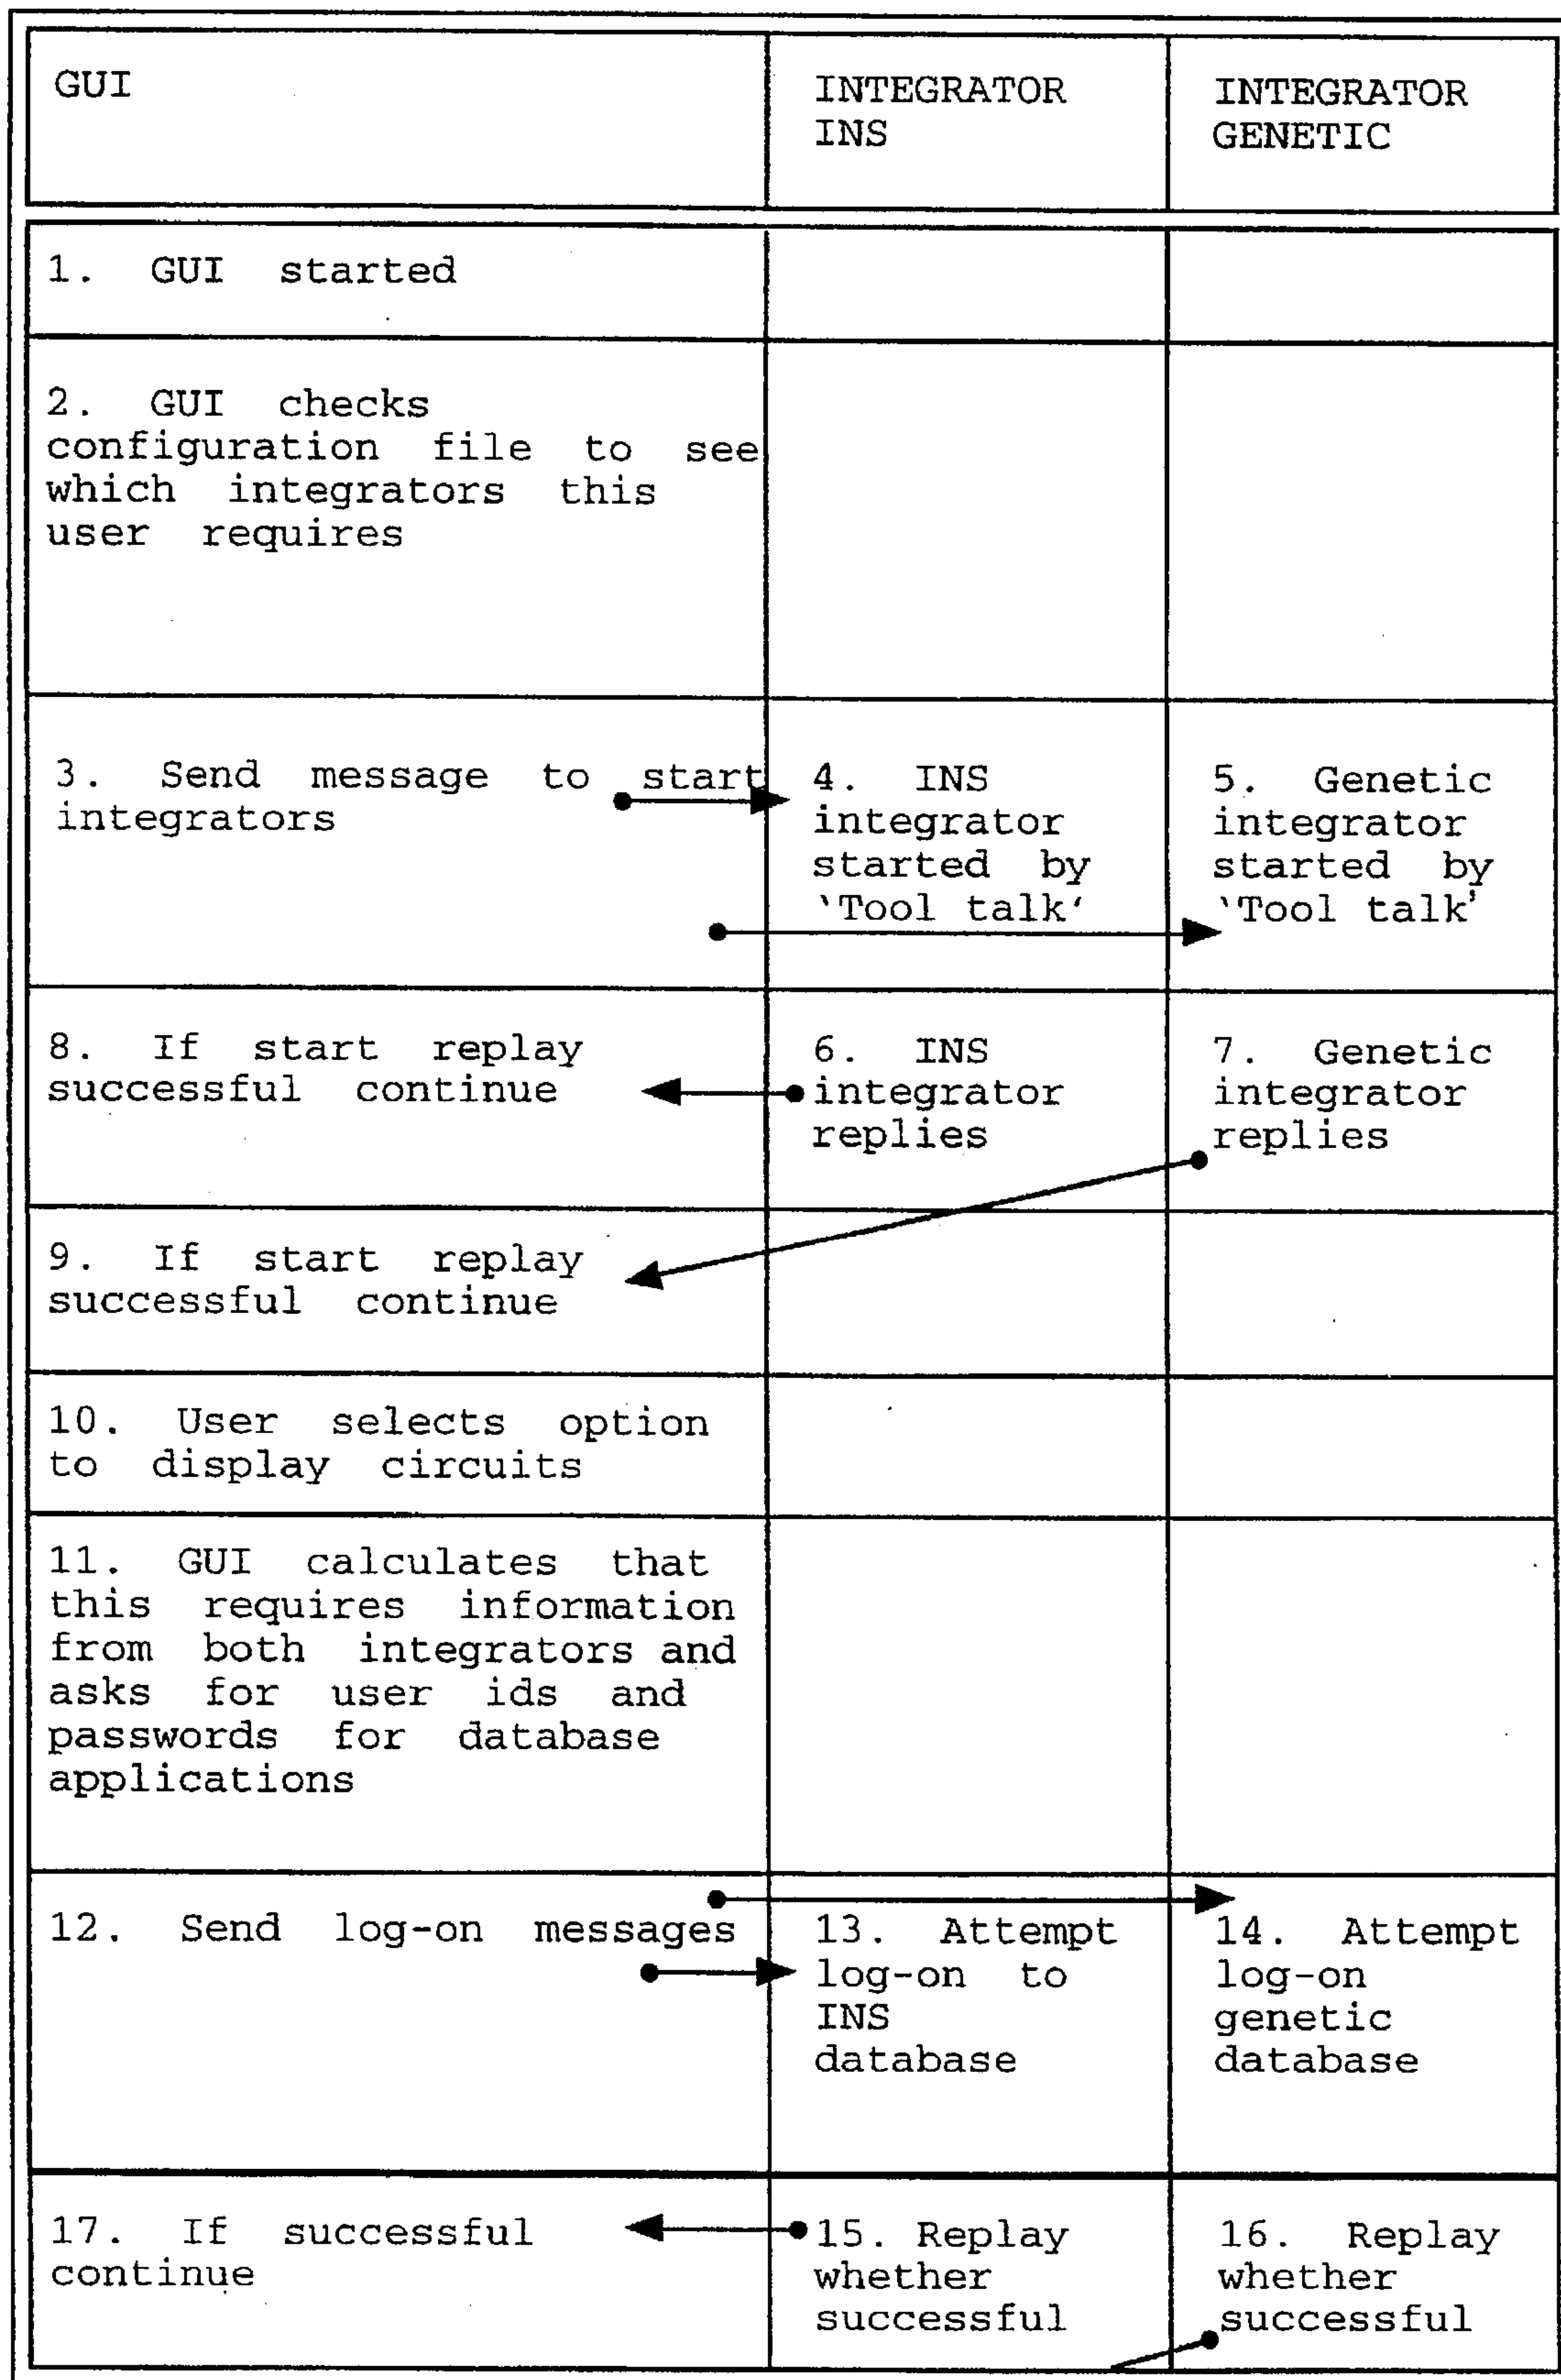 GUI
INTEGRATOR
INS
INTEGRATOR
GENETIC
1. GUI started
2. GUI checks
configuration file to see
which integrators this
user requires
3. Send message to start
integrators
4. INS
integrator
started by
‵Tool talk′
5. Genetic
integrator
started by
‵Tool talk'
8. If start replay
successful continue
6. INS
integrator
replies
7. Genetic
integrator
replies
9. If start replay
successful continue
10. User selects option
to display circuits
11. GUI calculates that
this requires information
from both integrators and
asks for user ids and
passwords for database
applications
12. Send log-on messages
13. Attempt
log-on to
INS
database
14. Attempt
log-on
genetic
database
17. If successful
continue
15. Replay
whether
successful
16. Replay
whether
successful